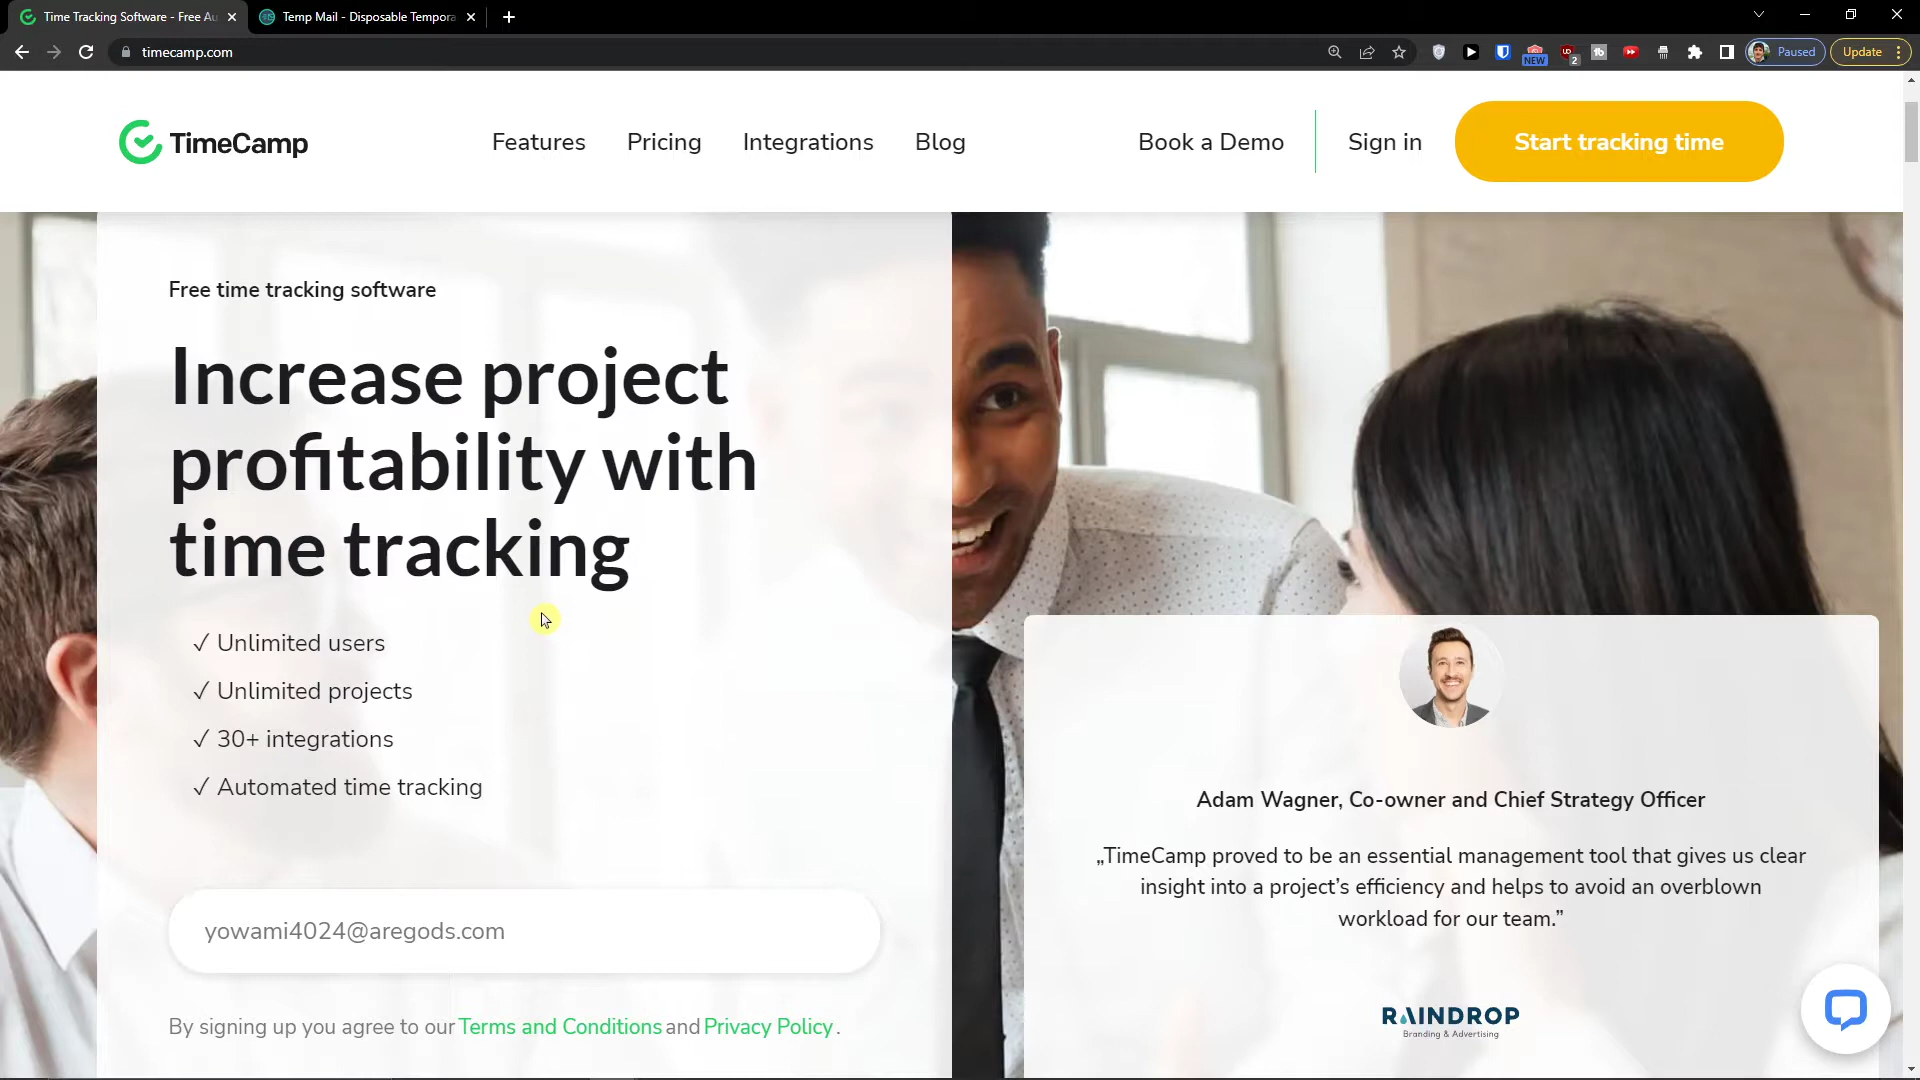 Time Tracking Software - Free Au
Temp Mail - Disposable Tempora
timecamp.com
NEW
2
Paused
Update
TimeCamp
Features
Pricing
Integrations
Blog
Book a Demo
Sign in
Start tracking time
Free time tracking software
Increase project
profitability with
time tracking
✓ Unlimited users
✓ Unlimited projects
✓ 30+ integrations
✓ Automated time tracking
yowami4024@aregods.com
By signing up you agree to our Terms and Conditions and Privacy Policy.
Adam Wagner, Co-owner and Chief Strategy Officer
„TimeCamp proved to be an essential management tool that gives us clear
insight into a project’s efficiency and helps to avoid an overblown
workload for our team.”
RAINDROP
Branding & Advertising